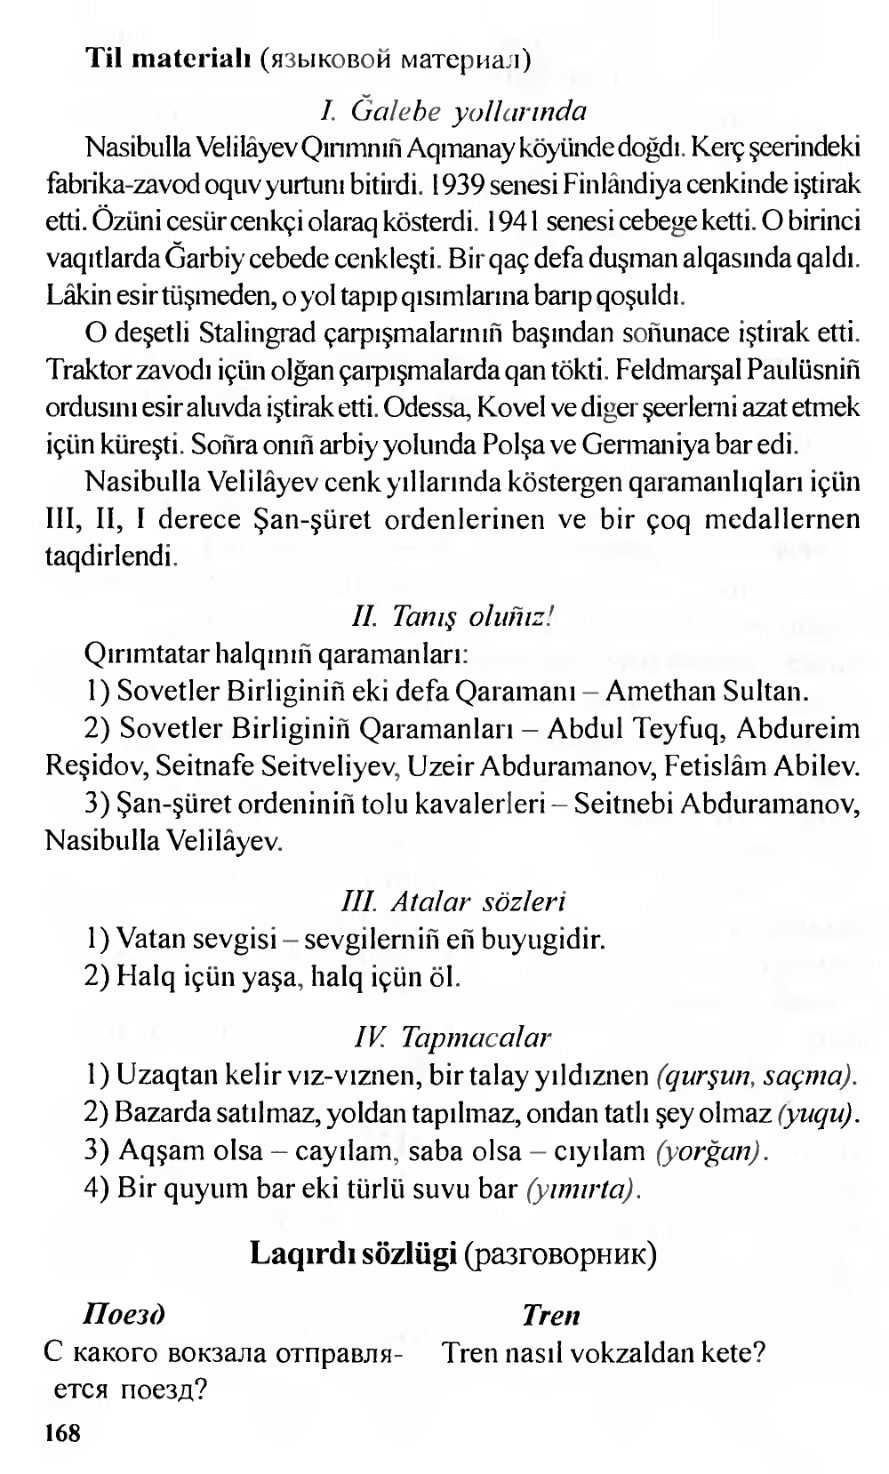 Til materialı (языковой материал)
I. Ğalebe yollarında
Nasibulla Velilâyev Qırımnıñ Aqmanay köyünde doğdı. Kerç şeerindeki
fabrika-zavod oquv yurtunı bitirdi. 1939 senesi Finlândiya cenkinde iştirak
etti. Özüni cesür cenkçi olaraq kösterdi. 1941 senesi cebege ketti. O birinci
vaqıtlarda Ğarbiy cebede cenkleşti. Bir qaç defa duşman alqasında qaldı.
Lâkin esir tüşmeden, o yol tapıp qısımlarına barıp qoşuldı.
O deşetli Stalingrad çarpışmalarınıñ başından soñunace iştirak etti.
Traktor zavodı içün olğan çarpışmalarda qan tökti. Feldmarşal Paulüsniñ
ordusını esir aluvda iştirak etti. Odessa, Kovel ve diger şeerlerni azat etmek
içün küreşti. Soñra onıñ arbiy yolunda Polşa ve Germaniya bar edi.
Nasibulla Velilâyev cenk yıllarında köstergen qaramanlıqları içün
III, II, I derece Şan-şüret ordenlerinen ve bir çoq medallernen
taqdirlendi.
II. Tanış oluñız!
Qırımtatar halqınıñ qaramanları:
1) Sovetler Birliginiñ eki defa Qaramanı – Amethan Sultan.
2) Sovetler Birliginiñ Qaramanları – Abdul Teyfuq, Abdureim
Reşidov, Seitnafe Seitveliyev, Uzeir Abduramanov, Fetislâm Abilev.
3) Şan-şüret ordeniniñ tolu kavalerleri – Seitnebi Abduramanov,
Nasibulla Velilâyev.
III. Atalar sözleri
1) Vatan sevgisi – sevgilerniñ eñ buyugidir.
2) Halq içün yaşa, halq içün öl.
IV. Tapmacalar
1) Uzaqtan kelir vız-vıznen, bir talay yıldıznen (qurşun, saçma).
2) Bazarda satılmaz, yoldan tapılmaz, ondan tatlı şey olmaz (yuqu).
3) Aqşam olsa – cayılam, saba olsa – cıyılam (yorğan).
4) Bir quyum bar eki türlü suvu bar (yımırta).
Laqırdı sözlügi (разговорник)
Поезд Tren
С какого вокзала отправля- Tren nasıl vokzaldan kete?
ется поезд?
168